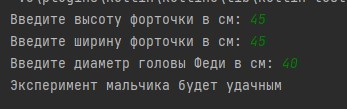 Введите высоту форточки в см: 45
Введите ширину форточки в см: 45
Введите диаметр головы Феди в см: 40
Эксперимент мальчика будет удачным